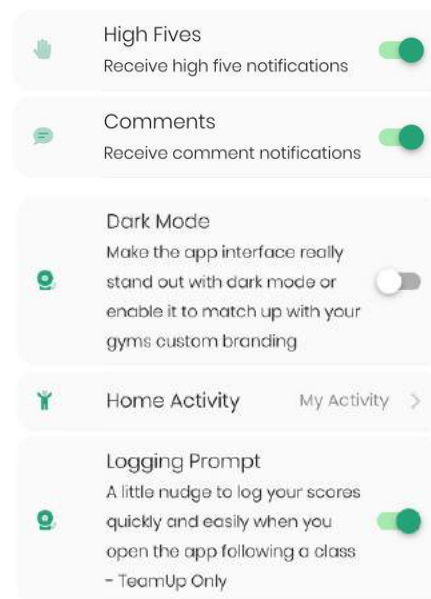 High Fives
Receive high five notifications
Comments
Receive comment notifications
Dark Mode
Make the app interface really
stand out with dark mode or
enable it to match up with your
gyms custom branding
Home Activity My Activity >
Logging Prompt
A little nudge to log your scores
quickly and easily when you
open the app following a class
- TeamUp Only